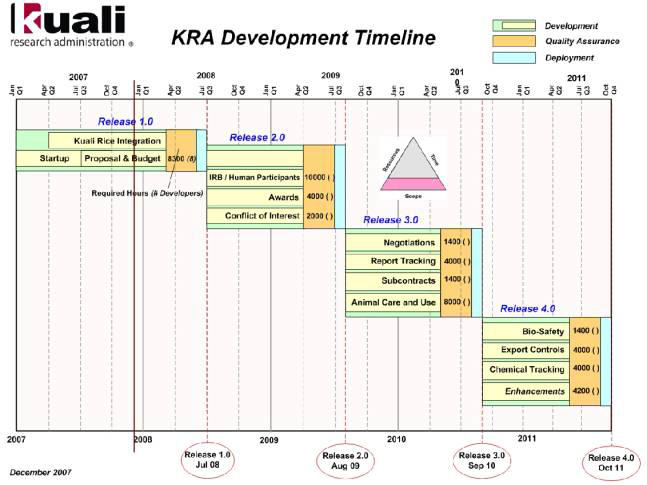 Kuali
research administration ®
KRA Development Timeline
Development
Quality Assurance
Deployment
2007
2008
2009
201
0
2011
Jan Q1
Apr Q2
Jul Q3
Oct Q4
Jan Q1
Apr Q2
Jul Q3
Oct Q4
Jan Q1
Apr Q2
Jul Q3
Oct Q4
Jan Q1
Apr Q2
Jul Q3
Oct Q4
Jan Q1
Apr Q2
Jul Q3
Oct Q4
Release 1.0
Kuali Rice Integration
Startup
Proposal & Budget
8300 (8)
Required Hours (# Developers)
Release 2.0
IRB / Human Participants
10000 ( )
Awards
4000 ( )
Conflict of Interest
2000 ( )
Resources
Time
Scope
Release 3.0
Negotiations
1400 ( )
Report Tracking
4000 ( )
Subcontracts
1400 ( )
Animal Care and Use
8000 ( )
Release 4.0
Bio-Safety
1400 ( )
Export Controls
4000 ( )
Chemical Tracking
4000 ( )
Enhancements
4200 ( )
2007
2008
2009
2010
2011
Release 1.0
Jul 08
Release 2.0
Aug 09
Release 3.0
Sep 10
Release 4.0
Oct 11
December 2007